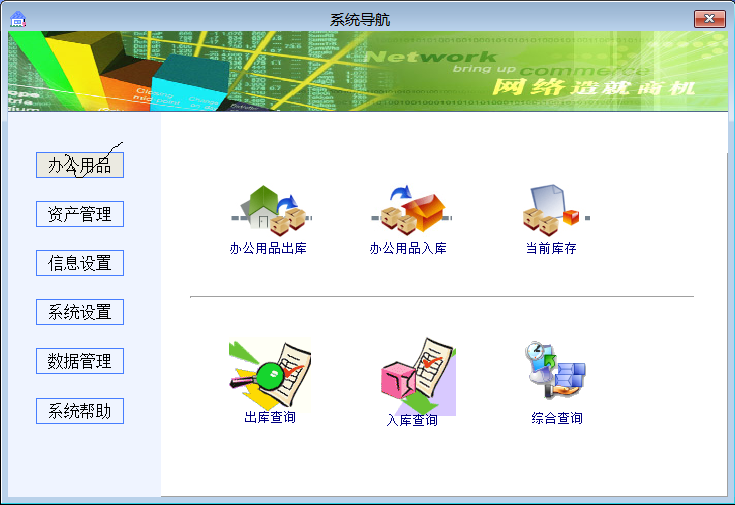 系统导航
Network
bring up commerce
网络造就商机
办公用品
资产管理
信息设置
系统设置
数据管理
系统帮助
办公用品出库
办公用品入库
当前库存
出库查询
入库查询
综合查询